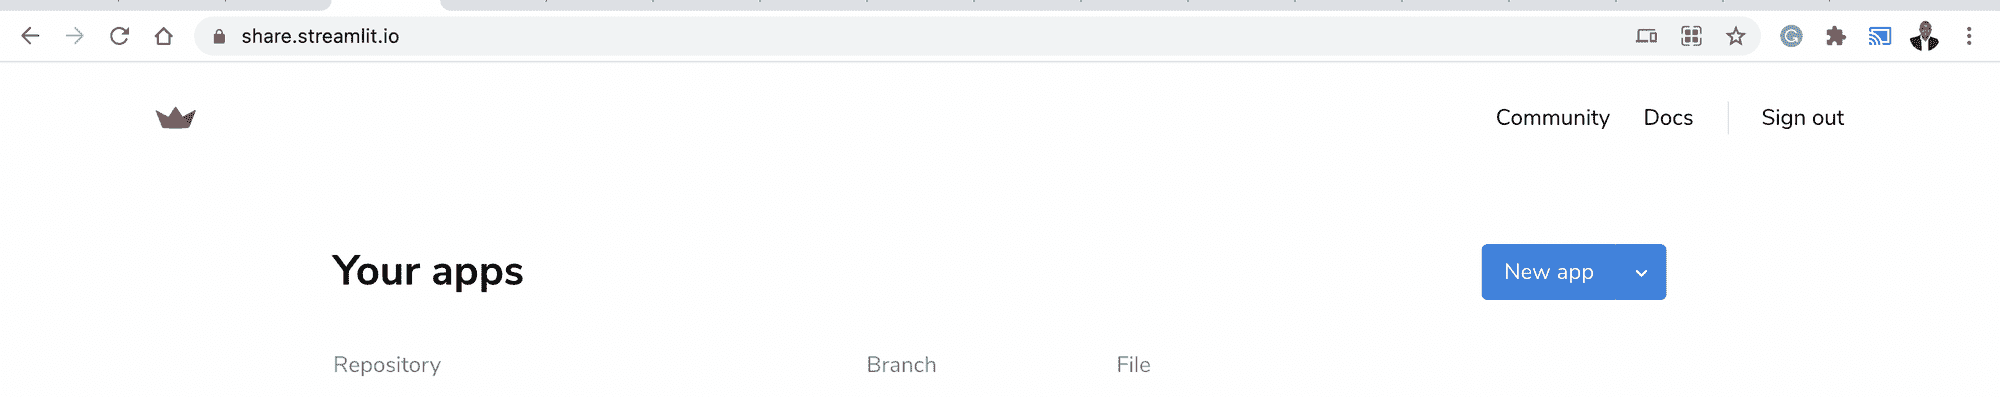 share.streamlit.io
Community Docs Sign out
Your apps
New app
Repository Branch File